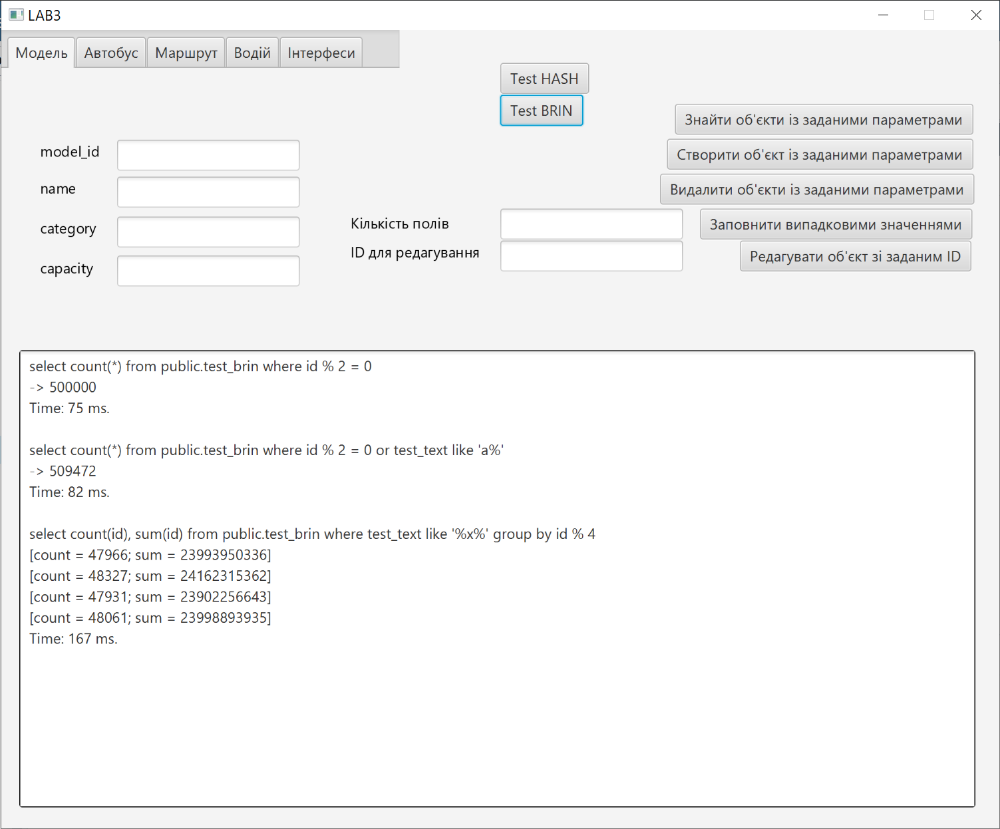 LAB3
Модель Автобус Маршрут Водій Інтерфеси
Test HASH
Test BRIN
Знайти об'єкти із заданими параметрами
model_id
Створити об'єкт із заданими параметрами
name
Видалити об'єкти із заданими параметрами
category
Кількість полів
Заповнити випадковими значеннями
capacity
ID для редагування
Редагувати об'єкт зі заданим ID
select count(*) from public.test_brin where id % 2 = 0
-> 500000
Time: 75 ms.
select count(*) from public.test_brin where id % 2 = 0 or test_text like 'a%'
-> 509472
Time: 82 ms.
select count(id), sum(id) from public.test_brin where test_text like '%x%' group by id % 4
[count = 47966; sum = 23993950336]
[count = 48327; sum = 24162315362]
[count = 47931; sum = 23902256643]
[count = 48061; sum = 23998893935]
Time: 167 ms.